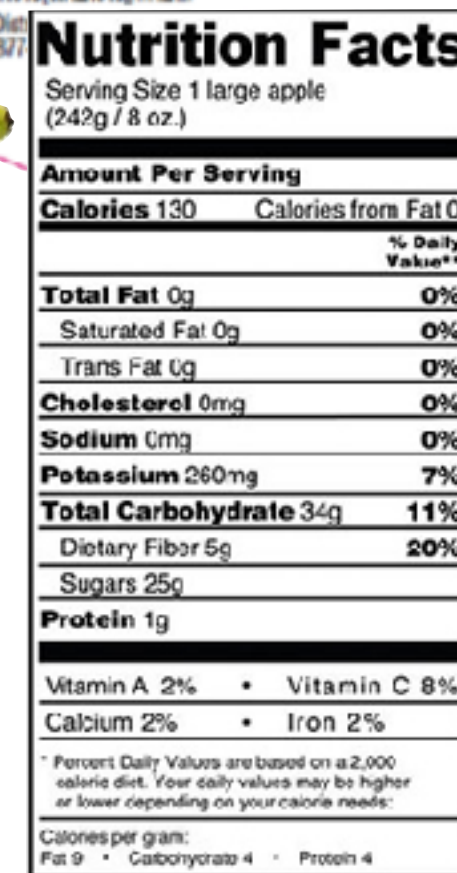 Nutrition Facts
Serving Size 1 large apple
(242g / 8 oz.)
Amount Per Serving
Calories 130 Calories from Fat 0
% Daily
Value**
Total Fat 0g 0%
Saturated Fat 0g 0%
Trans Fat 0g 0%
Cholesterol 0mg 0%
Sodium 0mg 0%
Potassium 260mg 7%
Total Carbohydrate 34g 11%
Dietary Fiber 5g 20%
Sugars 25g
Protein 1g
Vitamin A 2% • Vitamin C 8%
Calcium 2% • Iron 2%
* Percent Daily Values are based on a 2,000
calorie diet. Your daily values may be higher
or lower depending on your calorie needs:
Calories per gram:
Fat 9 • Carbohydrate 4 • Protein 4